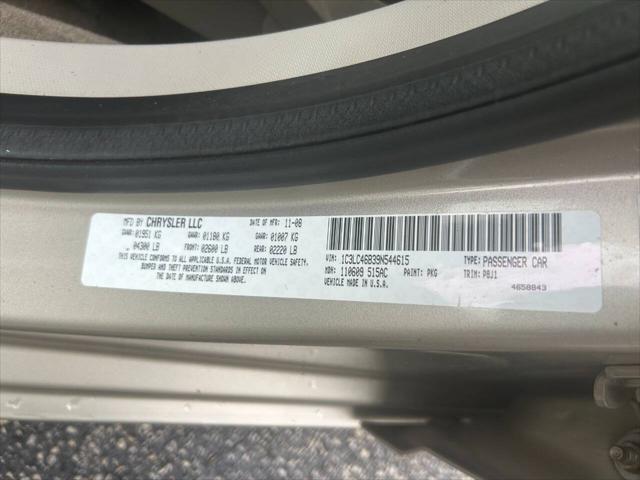 MFD BY CHRYSLER LLC DATE OF MFR: 11-08
GVWR: 01951 KG GAWR: 01180 KG GAWR: 01007 KG
04300 LB FRONT: 02600 LB REAR: 02220 LB
THIS VEHICLE CONFORMS TO ALL APPLICABLE U.S.A. FEDERAL MOTOR VEHICLE SAFETY,
BUMPER AND THEFT PREVENTION STANDARDS IN EFFECT ON
THE DATE OF MANUFACTURE SHOWN ABOVE.
VIN: 1C3LC46B39N544615 TYPE: PASSENGER CAR
MDH: 110609 515AC PAINT: PKG TRIM: PBJ1
VEHICLE MADE IN U.S.A. 4658843